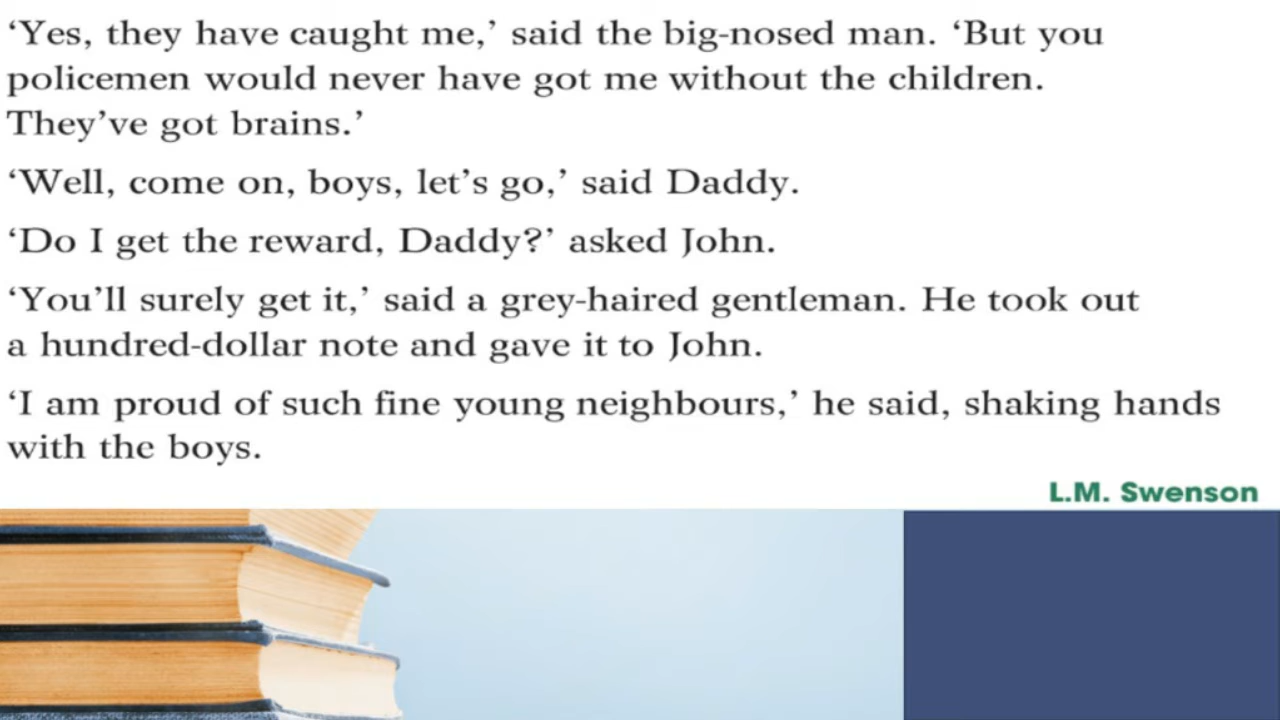 ‘Yes, they have caught me,’ said the big-nosed man. ‘But you
policemen would never have got me without the children.
They’ve got brains.’
‘Well, come on, boys, let’s go,’ said Daddy.
‘Do I get the reward, Daddy?’ asked John.
‘You’ll surely get it,’ said a grey-haired gentleman. He took out
a hundred-dollar note and gave it to John.
‘I am proud of such fine young neighbours,’ he said, shaking hands
with the boys.
L.M. Swenson